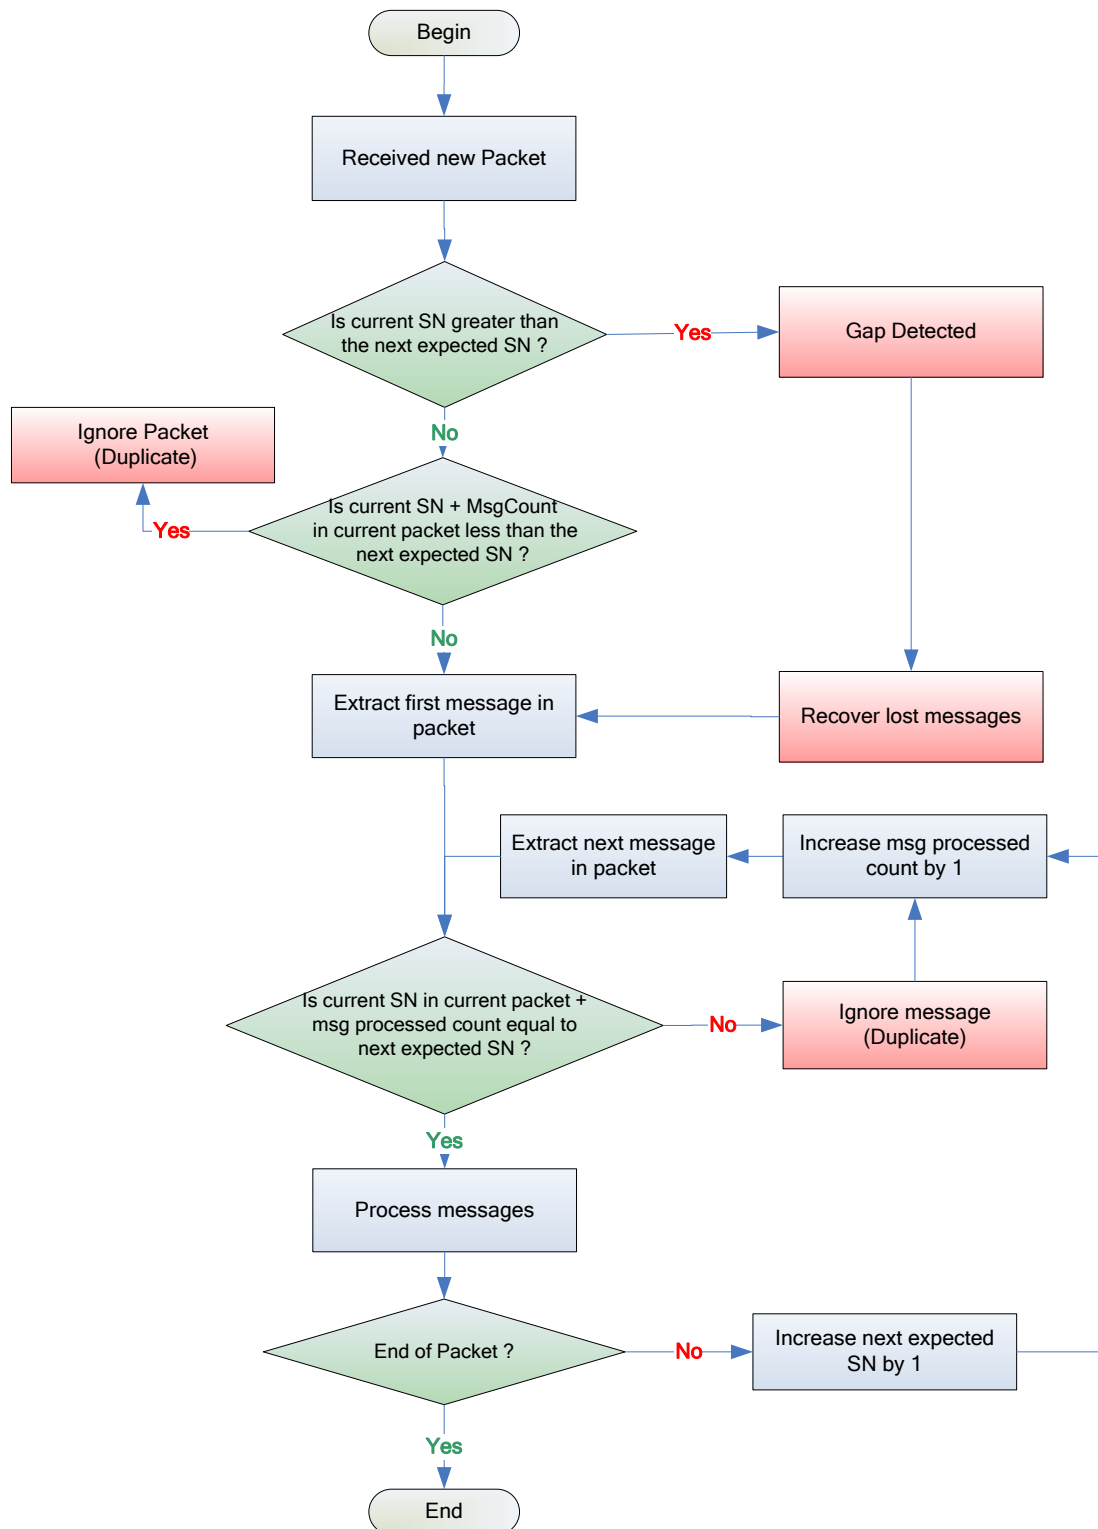 Begin
Received new Packet
Is current SN greater than
the next expected SN ?
Yes
Gap Detected
No
Ignore Packet
(Duplicate)
Is current SN + MsgCount
in current packet less than the
next expected SN ?
Yes
No
Extract first message in
packet
Recover lost messages
Extract next message
in packet
Increase msg processed
count by 1
Is current SN in current packet +
msg processed count equal to
next expected SN ?
No
Ignore message
(Duplicate)
Yes
Process messages
End of Packet ?
No
Increase next expected
SN by 1
Yes
End